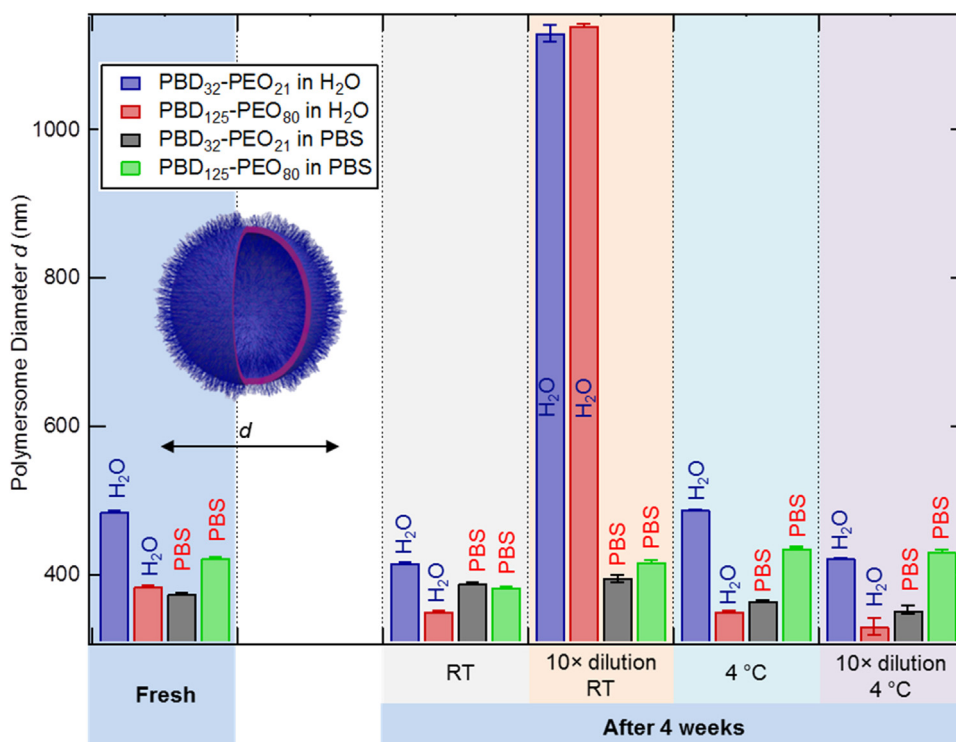 PBD₃₂-PEO₂₁ in H₂O
PBD₁₂₅-PEO₈₀ in H₂O
PBD₃₂-PEO₂₁ in PBS
PBD₁₂₅-PEO₈₀ in PBS
Polymersome Diameter d (nm)
1000
800
600
400
d
H₂O
H₂O
PBS
PBS
H₂O
H₂O
PBS
PBS
H₂O
H₂O
PBS
PBS
H₂O
H₂O
PBS
PBS
H₂O
H₂O
PBS
PBS
Fresh
RT
10× dilution
RT
4 °C
10× dilution
4 °C
After 4 weeks